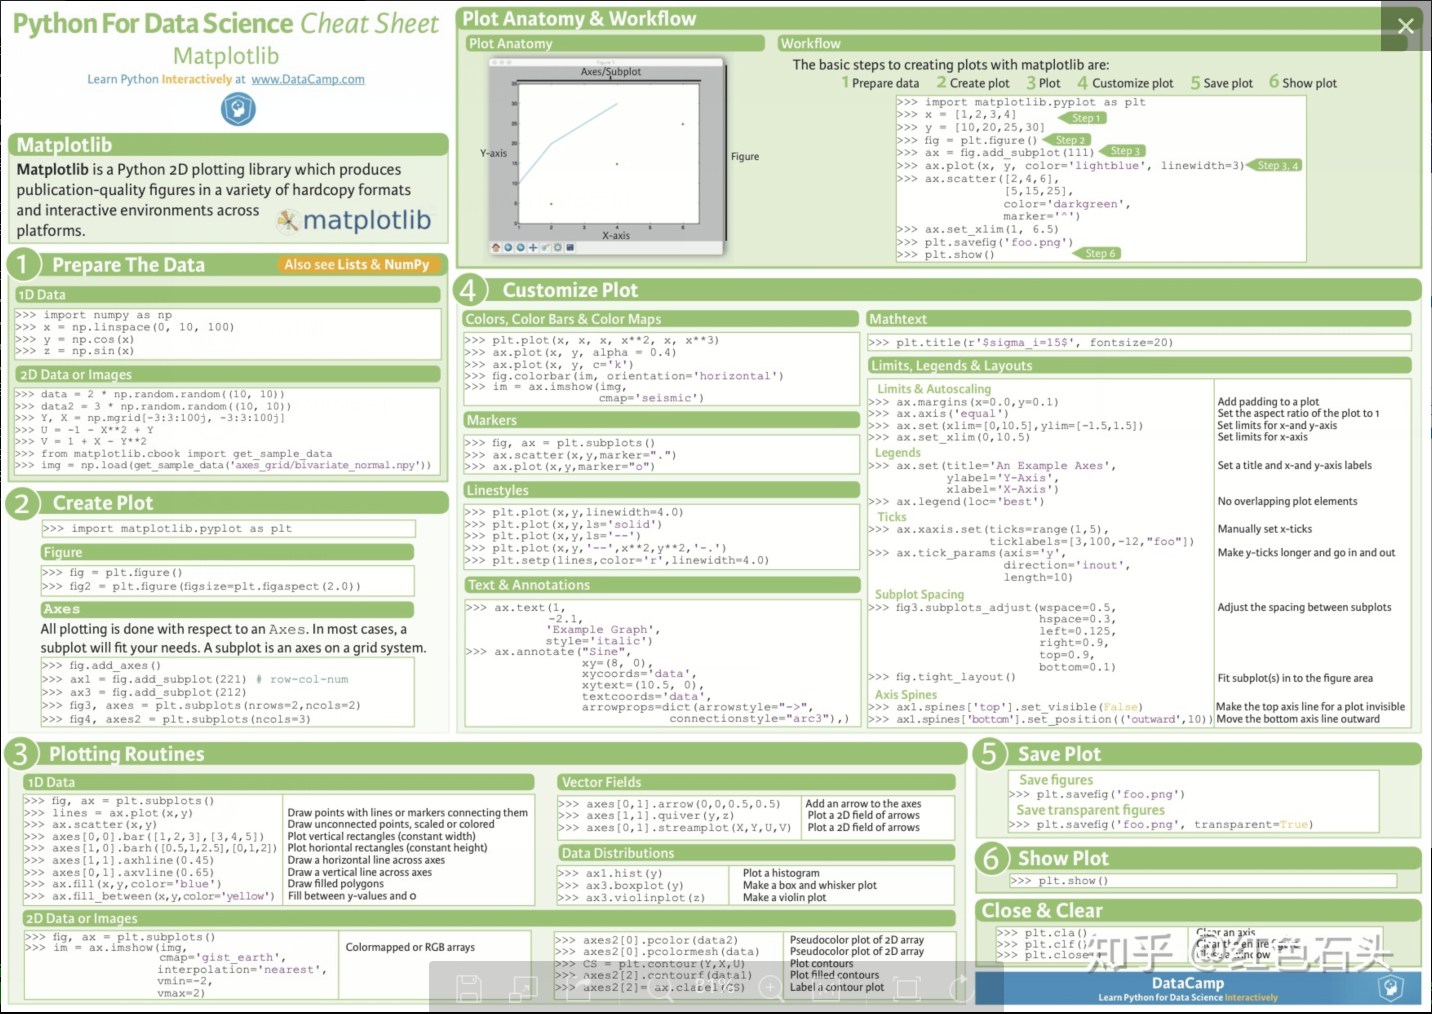 Python For Data Science Cheat Sheet
Matplotlib
Learn Python Interactively at www.DataCamp.com
Matplotlib
Matplotlib is a Python 2D plotting library which produces
publication-quality figures in a variety of hardcopy formats
and interactive environments across
platforms.
matplotlib
1 Prepare The Data
Also see Lists & NumPy
1D Data
>>> import numpy as np
>>> x = np.linspace(0, 10, 100)
>>> y = np.cos(x)
>>> z = np.sin(x)
2D Data or Images
>>> data = 2 * np.random.random((10, 10))
>>> data2 = 3 * np.random.random((10, 10))
>>> Y, X = np.mgrid[-3:3:100j, -3:3:100j]
>>> U = -1 - X**2 + Y
>>> V = 1 + X - Y**2
>>> from matplotlib.cbook import get_sample_data
>>> img = np.load(get_sample_data('axes_grid/bivariate_normal.npy'))
2 Create Plot
>>> import matplotlib.pyplot as plt
Figure
>>> fig = plt.figure()
>>> fig2 = plt.figure(figsize=plt.figaspect(2.0))
Axes
All plotting is done with respect to an Axes. In most cases, a
subplot will fit your needs. A subplot is an axes on a grid system.
>>> fig.add_axes()
>>> ax1 = fig.add_subplot(221) # row-col-num
>>> ax3 = fig.add_subplot(212)
>>> fig3, axes = plt.subplots(nrows=2,ncols=2)
>>> fig4, axes2 = plt.subplots(ncols=3)
Plot Anatomy & Workflow
Plot Anatomy
Axes/Subplot
Y-axis
Figure
X-axis
Workflow
The basic steps to creating plots with matplotlib are:
1 Prepare data 2 Create plot 3 Plot 4 Customize plot 5 Save plot 6 Show plot
>>> import matplotlib.pyplot as plt
>>> x = [1,2,3,4]
Step 1
>>> y = [10,20,25,30]
>>> fig = plt.figure() Step 2
>>> ax = fig.add_subplot(111) Step 3
>>> ax.plot(x, y, color='lightblue', linewidth=3) Step 3, 4
>>> ax.scatter([2,4,6],
[5,15,25],
color='darkgreen',
marker='^')
>>> ax.set_xlim(1, 6.5)
>>> plt.savefig('foo.png')
>>> plt.show() Step 6
4 Customize Plot
Colors, Color Bars & Color Maps
>>> plt.plot(x, x, x, x**2, x, x**3)
>>> ax.plot(x, y, alpha = 0.4)
>>> ax.plot(x, y, c='k')
>>> fig.colorbar(im, orientation='horizontal')
>>> im = ax.imshow(img,
cmap='seismic')
Markers
>>> fig, ax = plt.subplots()
>>> ax.scatter(x,y,marker=".")
>>> ax.plot(x,y,marker="o")
Linestyles
>>> plt.plot(x,y,linewidth=4.0)
>>> plt.plot(x,y,ls='solid')
>>> plt.plot(x,y,ls='--')
>>> plt.plot(x,y,'--',x**2,y**2,'-.')
>>> plt.setp(lines,color='r',linewidth=4.0)
Text & Annotations
>>> ax.text(1,
-2.1,
'Example Graph',
style='italic')
>>> ax.annotate("Sine",
xy=(8, 0),
xycoords='data',
xytext=(10.5, 0),
textcoords='data',
arrowprops=dict(arrowstyle="->",
connectionstyle="arc3"),)
Mathtext
>>> plt.title(r'$sigma_i=15$', fontsize=20)
Limits, Legends & Layouts
Limits & Autoscaling
>>> ax.margins(x=0.0,y=0.1) Add padding to a plot
>>> ax.axis('equal') Set the aspect ratio of the plot to 1
>>> ax.set(xlim=[0,10.5],ylim=[-1.5,1.5]) Set limits for x-and y-axis
>>> ax.set_xlim(0,10.5) Set limits for x-axis
Legends
>>> ax.set(title='An Example Axes', Set a title and x-and y-axis labels
ylabel='Y-Axis',
xlabel='X-Axis')
>>> ax.legend(loc='best') No overlapping plot elements
Ticks
>>> ax.xaxis.set(ticks=range(1,5), Manually set x-ticks
ticklabels=[3,100,-12,"foo"])
>>> ax.tick_params(axis='y', Make y-ticks longer and go in and out
direction='inout',
length=10)
Subplot Spacing
>>> fig3.subplots_adjust(wspace=0.5, Adjust the spacing between subplots
hspace=0.3,
left=0.125,
right=0.9,
top=0.9,
bottom=0.1)
>>> fig.tight_layout() Fit subplot(s) in to the figure area
Axis Spines
>>> ax1.spines['top'].set_visible(False) Make the top axis line for a plot invisible
>>> ax1.spines['bottom'].set_position(('outward',10)) Move the bottom axis line outward
3 Plotting Routines
1D Data
>>> fig, ax = plt.subplots()
>>> lines = ax.plot(x,y) Draw points with lines or markers connecting them
>>> ax.scatter(x,y) Draw unconnected points, scaled or colored
>>> axes[0,0].bar([1,2,3],[3,4,5]) Plot vertical rectangles (constant width)
>>> axes[1,0].barh([0.5,1,2.5],[0,1,2]) Plot horiontal rectangles (constant height)
>>> axes[1,1].axhline(0.45) Draw a horizontal line across axes
>>> axes[0,1].axvline(0.65) Draw a vertical line across axes
>>> ax.fill(x,y,color='blue') Draw filled polygons
>>> ax.fill_between(x,y,color='yellow') Fill between y-values and 0
2D Data or Images
>>> fig, ax = plt.subplots()
>>> im = ax.imshow(img, Colormapped or RGB arrays
cmap='gist_earth',
interpolation='nearest',
vmin=-2,
vmax=2)
Vector Fields
>>> axes[0,1].arrow(0,0,0.5,0.5) Add an arrow to the axes
>>> axes[1,1].quiver(y,z) Plot a 2D field of arrows
>>> axes[0,1].streamplot(X,Y,U,V) Plot a 2D field of arrows
Data Distributions
>>> ax1.hist(y) Plot a histogram
>>> ax3.boxplot(y) Make a box and whisker plot
>>> ax3.violinplot(z) Make a violin plot
>>> axes2[0].pcolor(data2) Pseudocolor plot of 2D array
>>> axes2[0].pcolormesh(data) Pseudocolor plot of 2D array
>>> CS = plt.contour(Y,X,U) Plot contours
>>> axes2[2].contourf(data1) Plot filled contours
>>> axes2[2]= ax.clabel(CS) Label a contour plot
5 Save Plot
Save figures
>>> plt.savefig('foo.png')
Save transparent figures
>>> plt.savefig('foo.png', transparent=True)
6 Show Plot
>>> plt.show()
Close & Clear
>>> plt.cla() Clear an axis
>>> plt.clf() Clear the entire figure
>>> plt.close() Close a window
知乎 @红色石头
DataCamp
Learn Python for Data Science Interactively